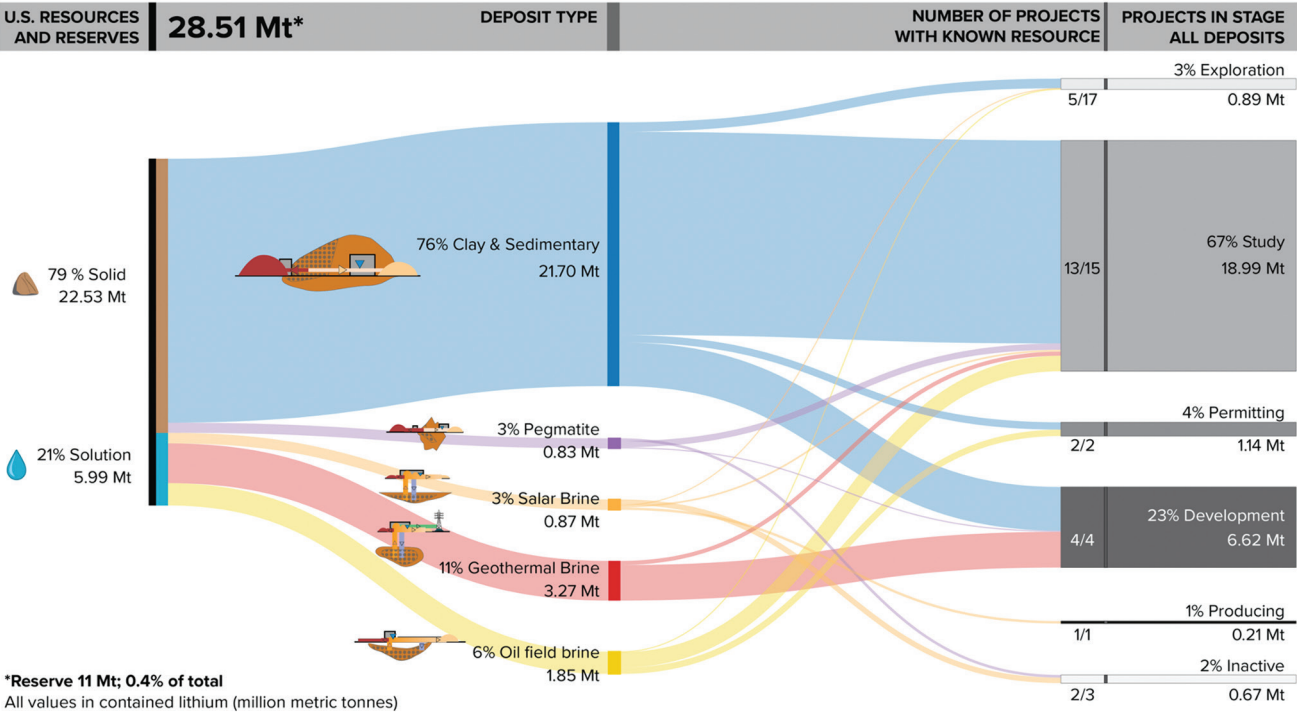 U.S. RESOURCES
AND RESERVES
28.51 Mt*
DEPOSIT TYPE
NUMBER OF PROJECTS
WITH KNOWN RESOURCE
PROJECTS IN STAGE
ALL DEPOSITS
79 % Solid
22.53 Mt
21% Solution
5.99 Mt
76% Clay & Sedimentary
21.70 Mt
3% Pegmatite
0.83 Mt
3% Salar Brine
0.87 Mt
11% Geothermal Brine
3.27 Mt
6% Oil field brine
1.85 Mt
3% Exploration
5/17
0.89 Mt
67% Study
13/15
18.99 Mt
4% Permitting
2/2
1.14 Mt
23% Development
4/4
6.62 Mt
1% Producing
1/1
0.21 Mt
2% Inactive
2/3
0.67 Mt
*Reserve 11 Mt; 0.4% of total
All values in contained lithium (million metric tonnes)